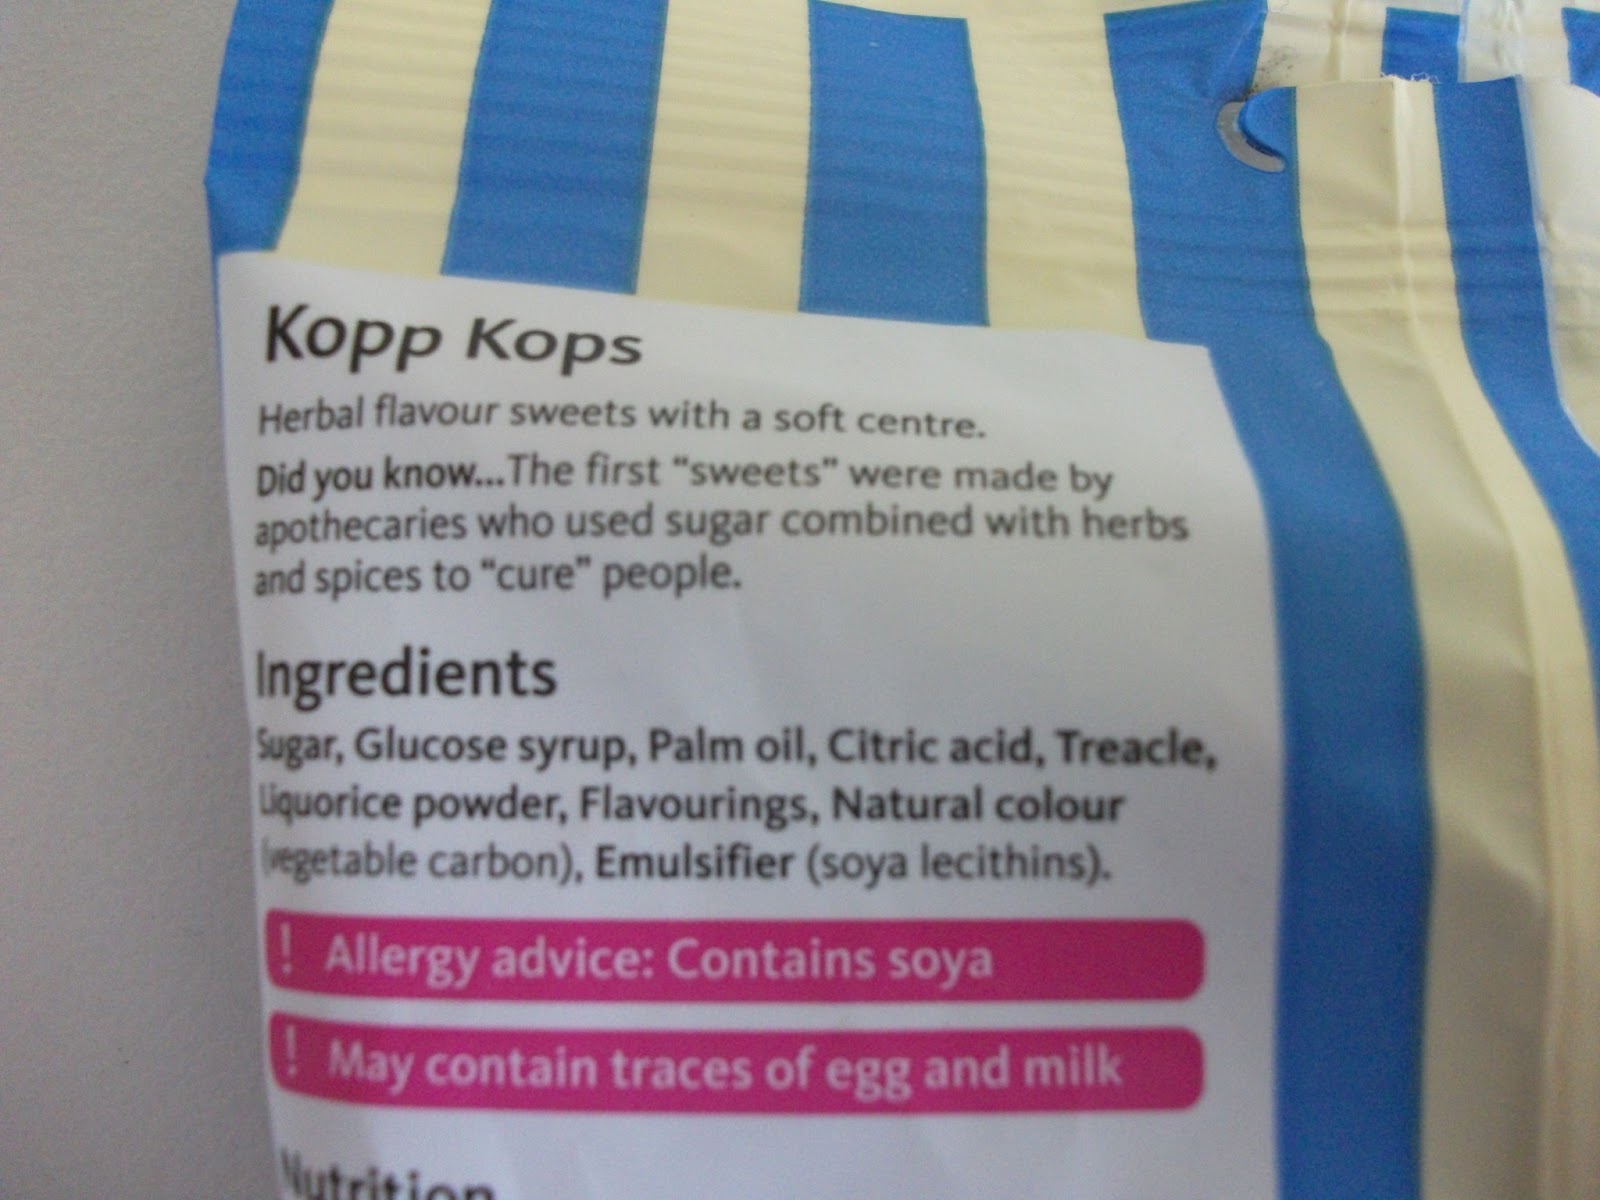 Kopp Kops
Herbal flavour sweets with a soft centre.
Did you know...The first "sweets" were made by
apothecaries who used sugar combined with herbs
and spices to "cure" people.
Ingredients
Sugar, Glucose syrup, Palm oil, Citric acid, Treacle,
Liquorice powder, Flavourings, Natural colour
(vegetable carbon), Emulsifier (soya lecithins).
! Allergy advice: Contains soya
! May contain traces of egg and milk
Nutrition